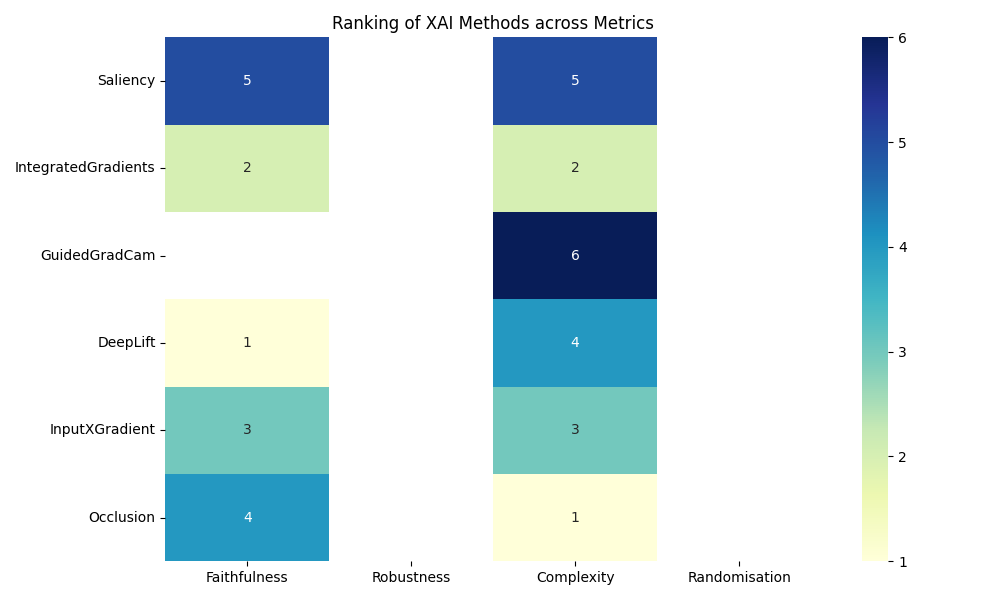 Ranking of XAI Methods across Metrics
Saliency 5 5
IntegratedGradients 2 2
GuidedGradCam 6
DeepLift 1 4
InputXGradient 3 3
Occlusion 4 1
Faithfulness Robustness Complexity Randomisation
6
5
4
3
2
1